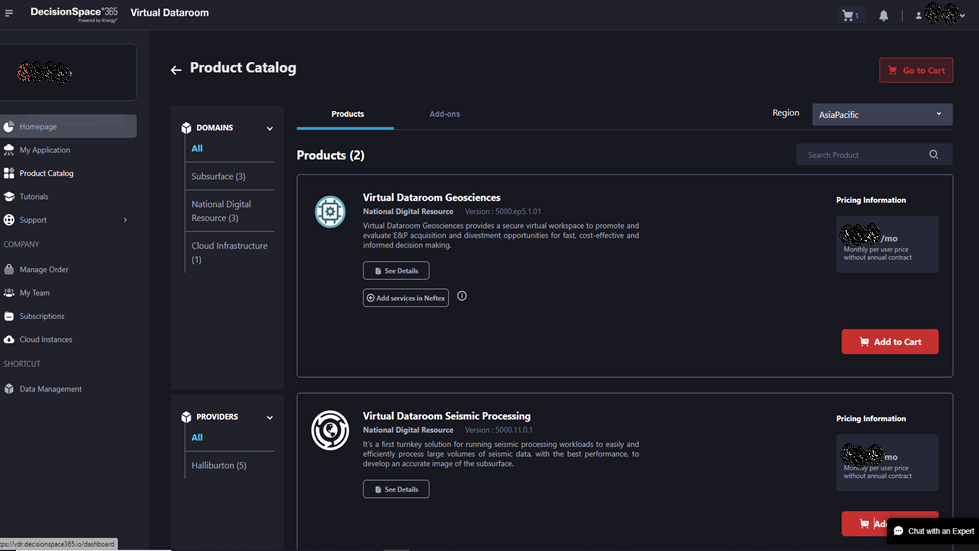 DecisionSpace®365
Powered by iEnergy®
Virtual Dataroom
1
Product Catalog
Go to Cart
Homepage
My Application
Product Catalog
Tutorials
Support
COMPANY
Manage Order
My Team
Subscriptions
Cloud Instances
SHORTCUT
Data Management
DOMAINS
All
Subsurface (3)
National Digital
Resource (3)
Cloud Infrastructure
(1)
PROVIDERS
All
Halliburton (5)
Products
Add-ons
Region
AsiaPacific
Products (2)
Search Product
Virtual Dataroom Geosciences
National Digital Resource
Version : 5000.ep5.1.01
Virtual Dataroom Geosciences provides a secure virtual workspace to promote and
evaluate E&P acquisition and divestment opportunities for fast, cost-effective and
informed decision making.
See Details
Add services in Neftex
Pricing Information
/mo
Monthly per user price
without annual contract
Add to Cart
Virtual Dataroom Seismic Processing
National Digital Resource
Version : 5000.11.0.1
It's a first turnkey solution for running seismic processing workloads to easily and
efficiently process large volumes of seismic data, with the best performance, to
develop an accurate image of the subsurface.
See Details
Pricing Information
mo
Monthly per user price
without annual contract
Chat with an Expert
tps://vdr.decisionspace365.io/dashboard